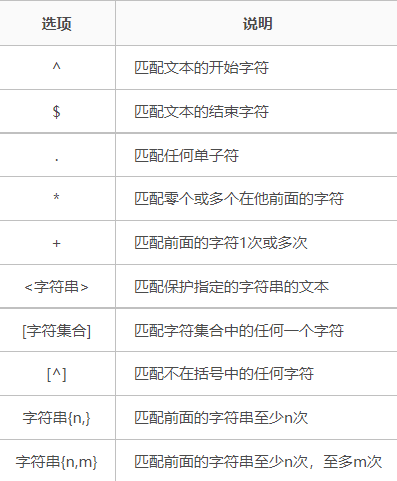 选项 说明
^ 匹配文本的开始字符
$ 匹配文本的结束字符
. 匹配任何单子符
* 匹配零个或多个在他前面的字符
+ 匹配前面的字符1次或多次
<字符串> 匹配保护指定的字符串的文本
[字符集合] 匹配字符集合中的任何一个字符
[^] 匹配不在括号中的任何字符
字符串{n,} 匹配前面的字符串至少n次
字符串{n,m} 匹配前面的字符串至少n次，至多m次